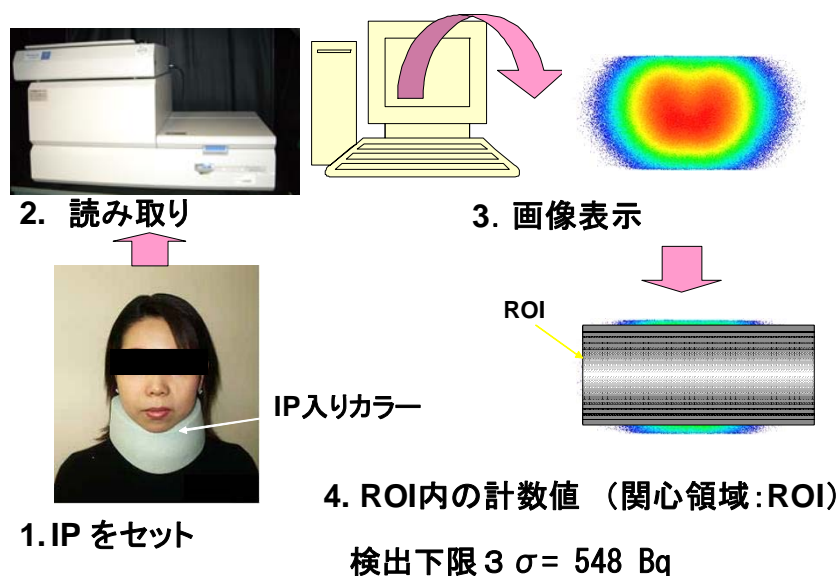 2. 読み取り
3. 画像表示
ROI
IP入りカラー
1. IP をセット
4. ROI内の計数値 （関心領域：ROI）
検出下限３σ= 548 Bq